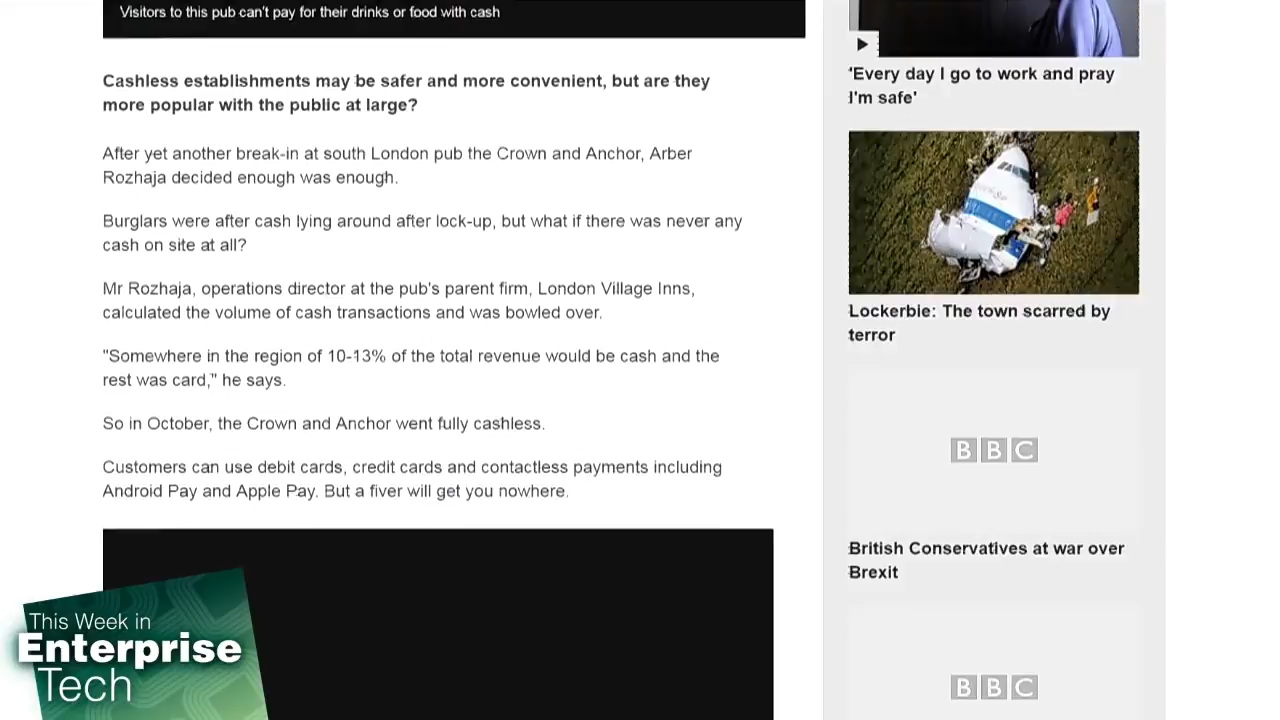 Visitors to this pub can't pay for their drinks or food with cash
Cashless establishments may be safer and more convenient, but are they
more popular with the public at large?
After yet another break-in at south London pub the Crown and Anchor, Arber
Rozhaja decided enough was enough.
Burglars were after cash lying around after lock-up, but what if there was never any
cash on site at all?
Mr Rozhaja, operations director at the pub's parent firm, London Village Inns,
calculated the volume of cash transactions and was bowled over.
"Somewhere in the region of 10-13% of the total revenue would be cash and the
rest was card," he says.
So in October, the Crown and Anchor went fully cashless.
Customers can use debit cards, credit cards and contactless payments including
Android Pay and Apple Pay. But a fiver will get you nowhere.
'Every day I go to work and pray
I'm safe'
Lockerbie: The town scarred by
terror
BBC
British Conservatives at war over
Brexit
BBC
This Week in
Enterprise
Tech